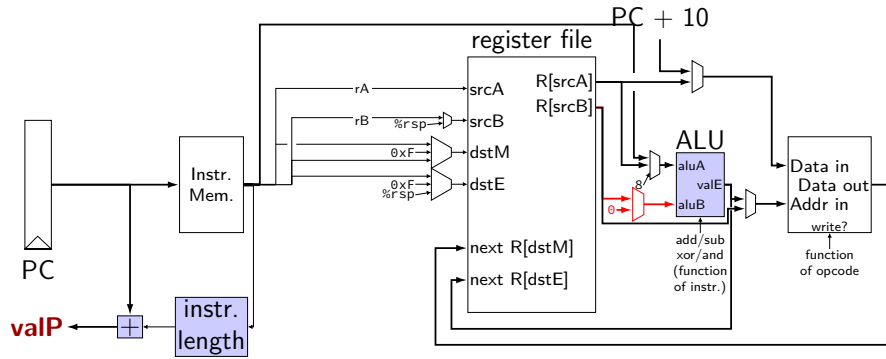 PC + 10
register file
rA
srcA
R[srcA]
R[srcB]
rB
%rsp
srcB
ALU
Instr.
Mem.
0xF
dstM
8
aluA
valE
aluB
Data in
Data out
Addr in
write?
0xF
%rsp
dstE
0
PC
next R[dstM]
next R[dstE]
add/sub
xor/and
(function
of instr.)
function
of opcode
valP
+
instr.
length